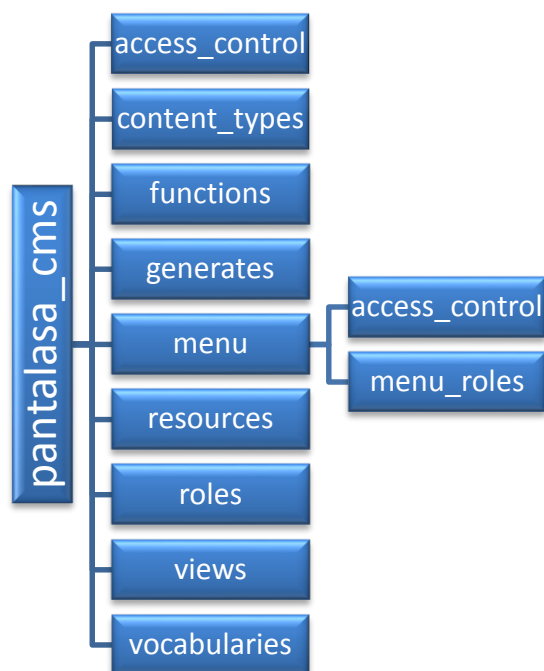 pantalasa_cms
access_control
content_types
functions
generates
menu
access_control
menu_roles
resources
roles
views
vocabularies